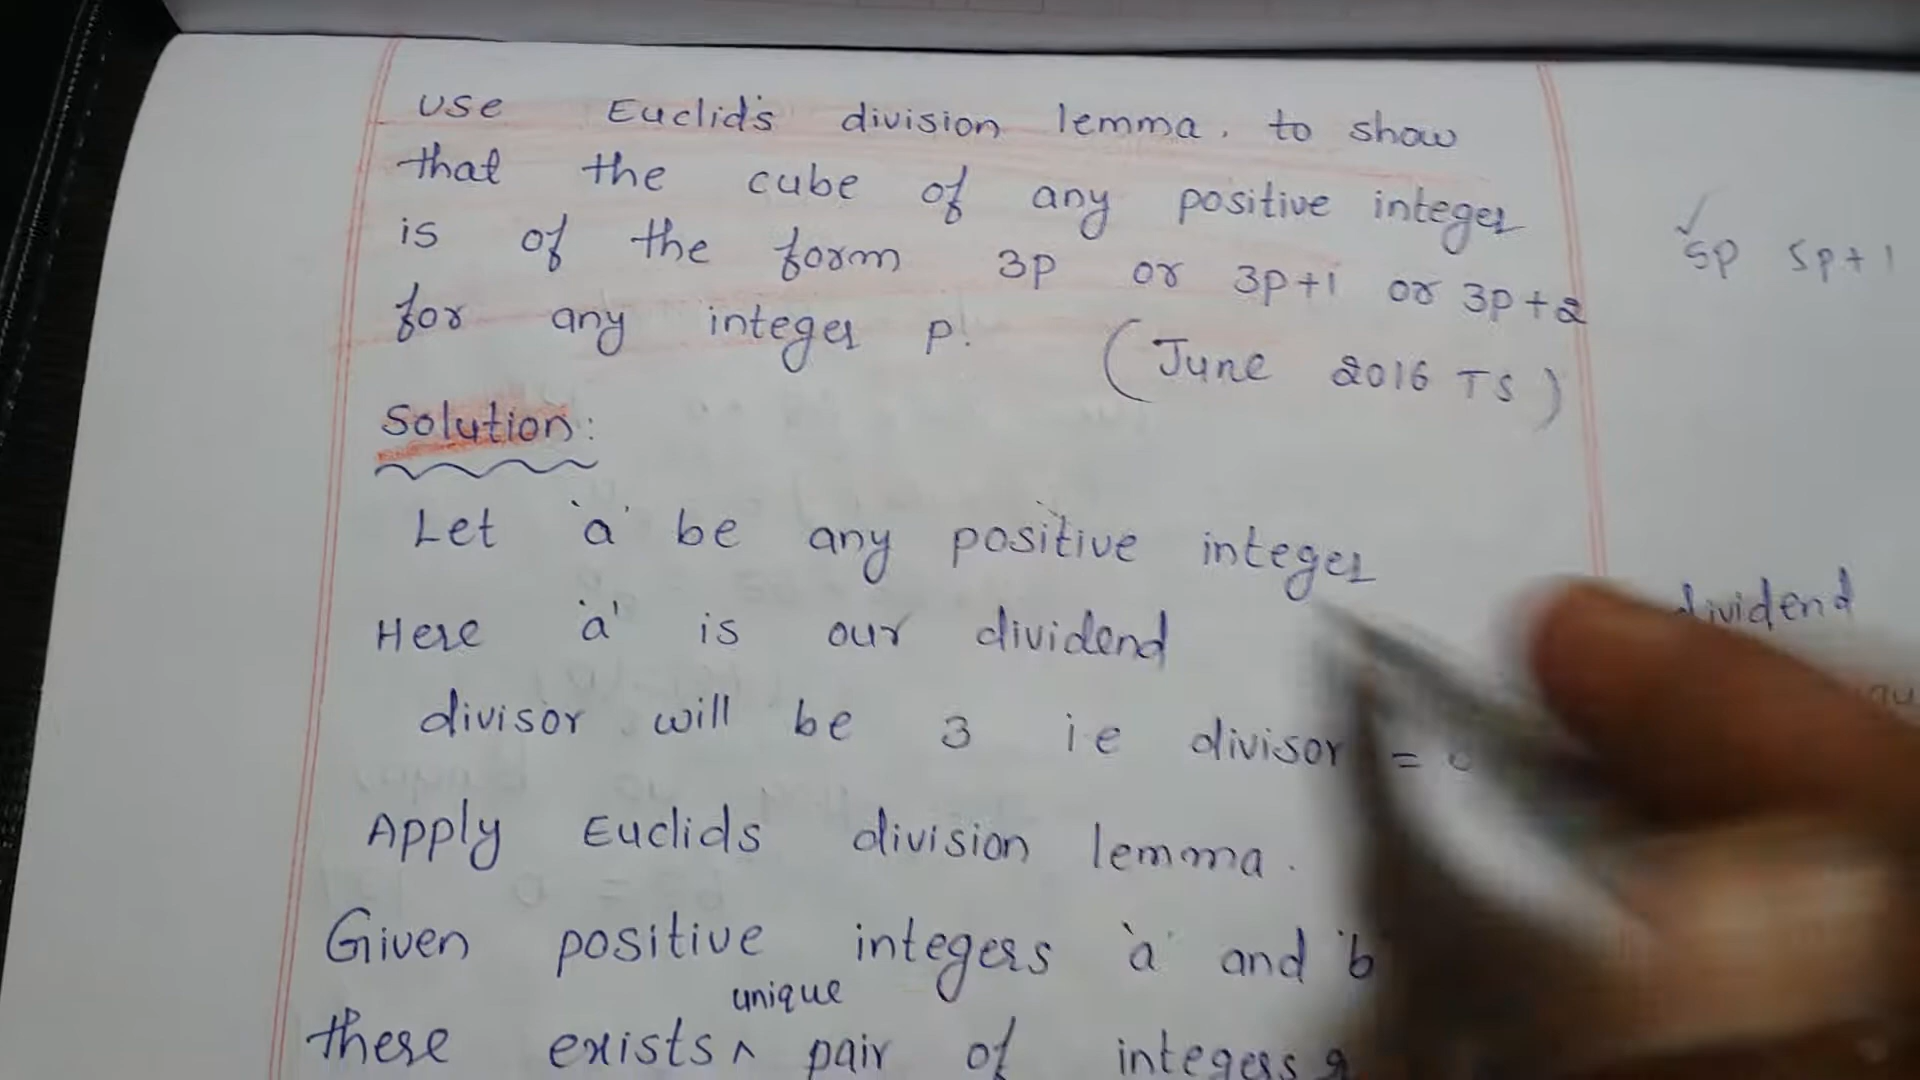 use Euclid's division lemma. to show
that the cube of any positive integer
is of the form 3p or 3p+1 or 3p+2
for any integer p.
(June 2016 TS)
5p 5p+1
Solution:
Let 'a' be any positive integer
Here 'a' is our dividend
dividend
divisor will be 3 ie divisor =
Apply Euclids division lemma.
Given positive integers 'a' and 'b'
unique
there exists ^ pair of integers